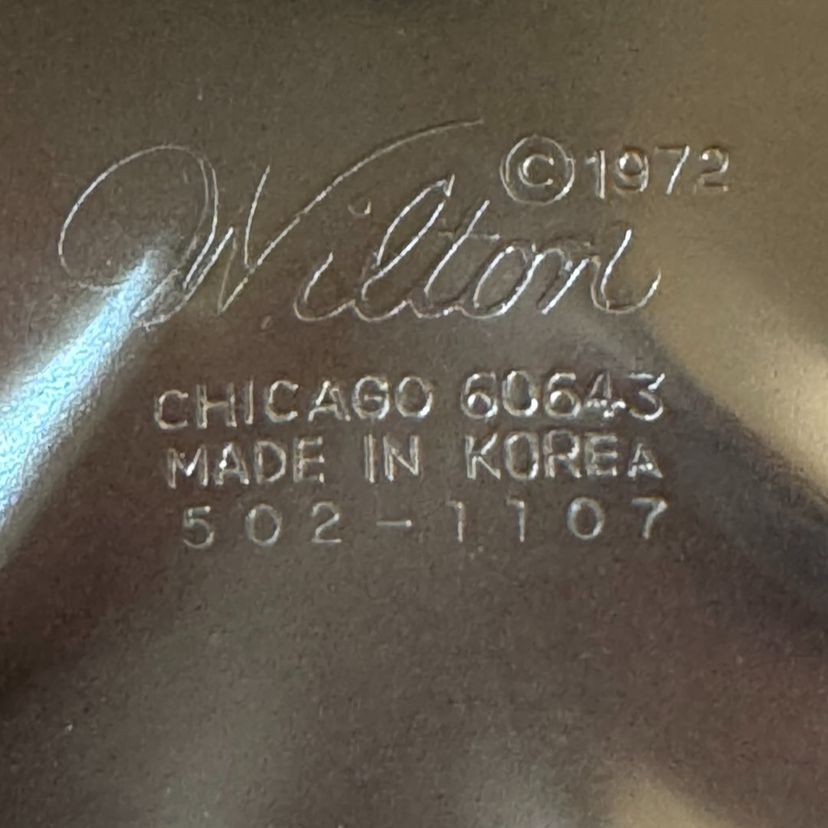 ©1972
Wilton
CHICAGO 60643
MADE IN KOREA
502-1107